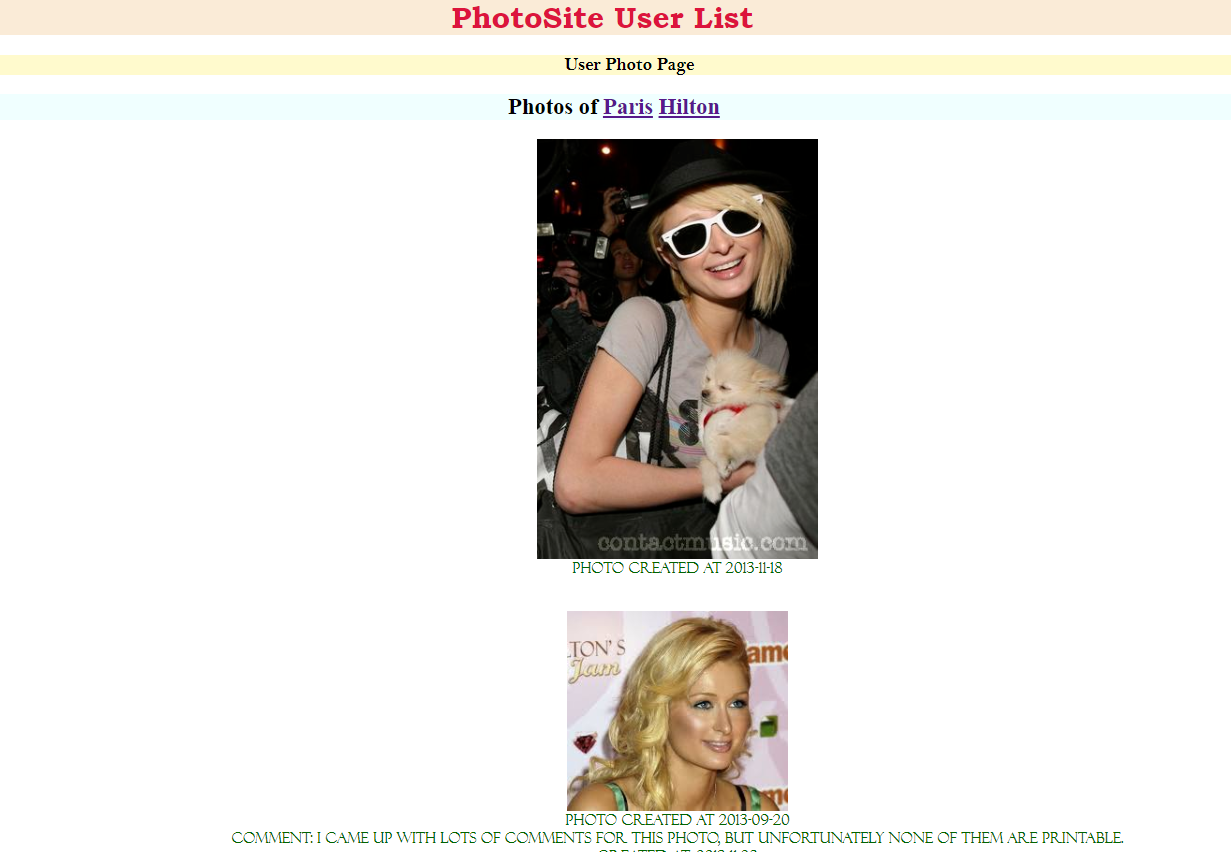 PhotoSite User List
User Photo Page
Photos of Paris Hilton
contactmusic.com
PHOTO CREATED AT 2013-11-18
LTON'S
Jam
ame
PHOTO CREATED AT 2013-09-20
COMMENT: I CAME UP WITH LOTS OF COMMENTS FOR THIS PHOTO, BUT UNFORTUNATELY NONE OF THEM ARE PRINTABLE.